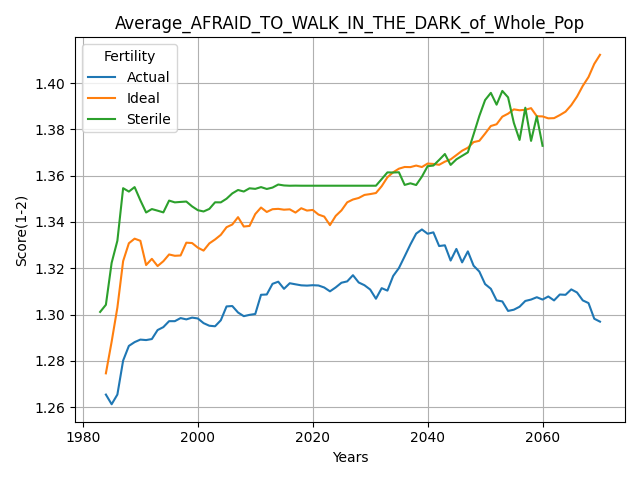 Average_AFRAID_TO_WALK_IN_THE_DARK_of_Whole_Pop
Fertility
Actual
Ideal
Sterile
1.40
1.38
1.36
1.34
1.32
1.30
1.28
1.26
Score(1-2)
1980
2000
2020
2040
2060
Years